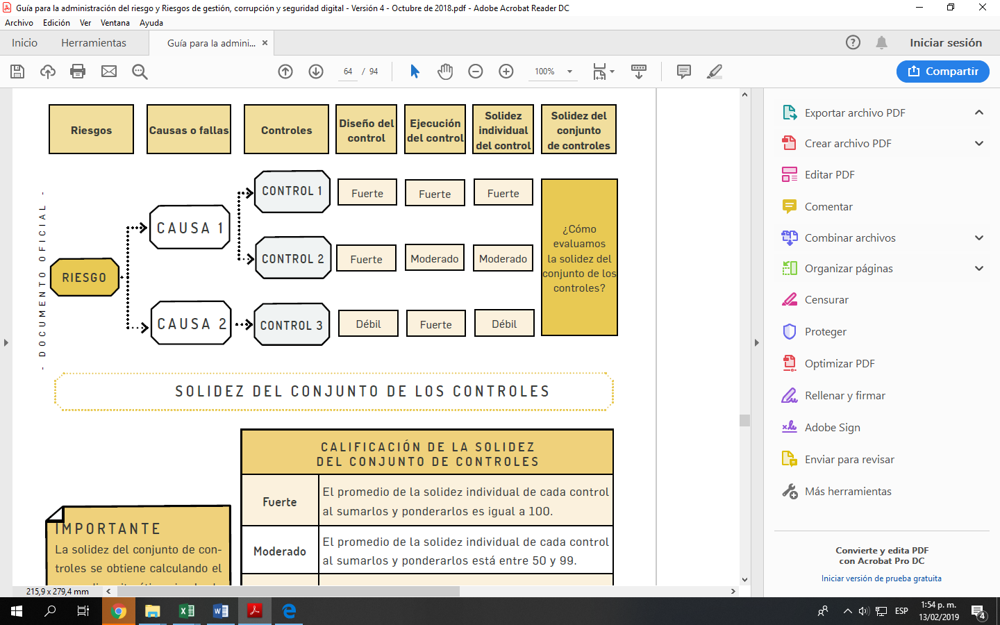 Guía para la administración del riesgo y Riesgos de gestión, corrupción y seguridad digital - Versión 4 - Octubre de 2018.pdf - Adobe Acrobat Reader DC
Archivo Edición Ver Ventana Ayuda
Inicio Herramientas Guía para la admini... × Iniciar sesión
64 / 94 100% Compartir
Riesgos
Causas o fallas
Controles
Diseño del
control
Ejecución
del control
Solidez
individual
del control
Solidez del
conjunto
de controles
- DOCUMENTO OFICIAL -
RIESGO
CAUSA 1
CONTROL 1
Fuerte
Fuerte
Fuerte
CONTROL 2
Fuerte
Moderado
Moderado
CAUSA 2
CONTROL 3
Débil
Fuerte
Débil
¿Cómo
evaluamos
la solidez del
conjunto de los
controles?
SOLIDEZ DEL CONJUNTO DE LOS CONTROLES
CALIFICACIÓN DE LA SOLIDEZ
DEL CONJUNTO DE CONTROLES
Fuerte
El promedio de la solidez individual de cada control
al sumarlos y ponderarlos es igual a 100.
Moderado
El promedio de la solidez individual de cada control
al sumarlos y ponderarlos está entre 50 y 99.
IMPORTANTE
La solidez del conjunto de con-
troles se obtiene calculando el
215,9 x 279,4 mm
Exportar archivo PDF
Crear archivo PDF
Editar PDF
Comentar
Combinar archivos
Organizar páginas
Censurar
Proteger
Optimizar PDF
Rellenar y firmar
Adobe Sign
Enviar para revisar
Más herramientas
Convierte y edita PDF
con Acrobat Pro DC
Iniciar versión de prueba gratuita
ESP
1:54 p. m.
13/02/2019
4